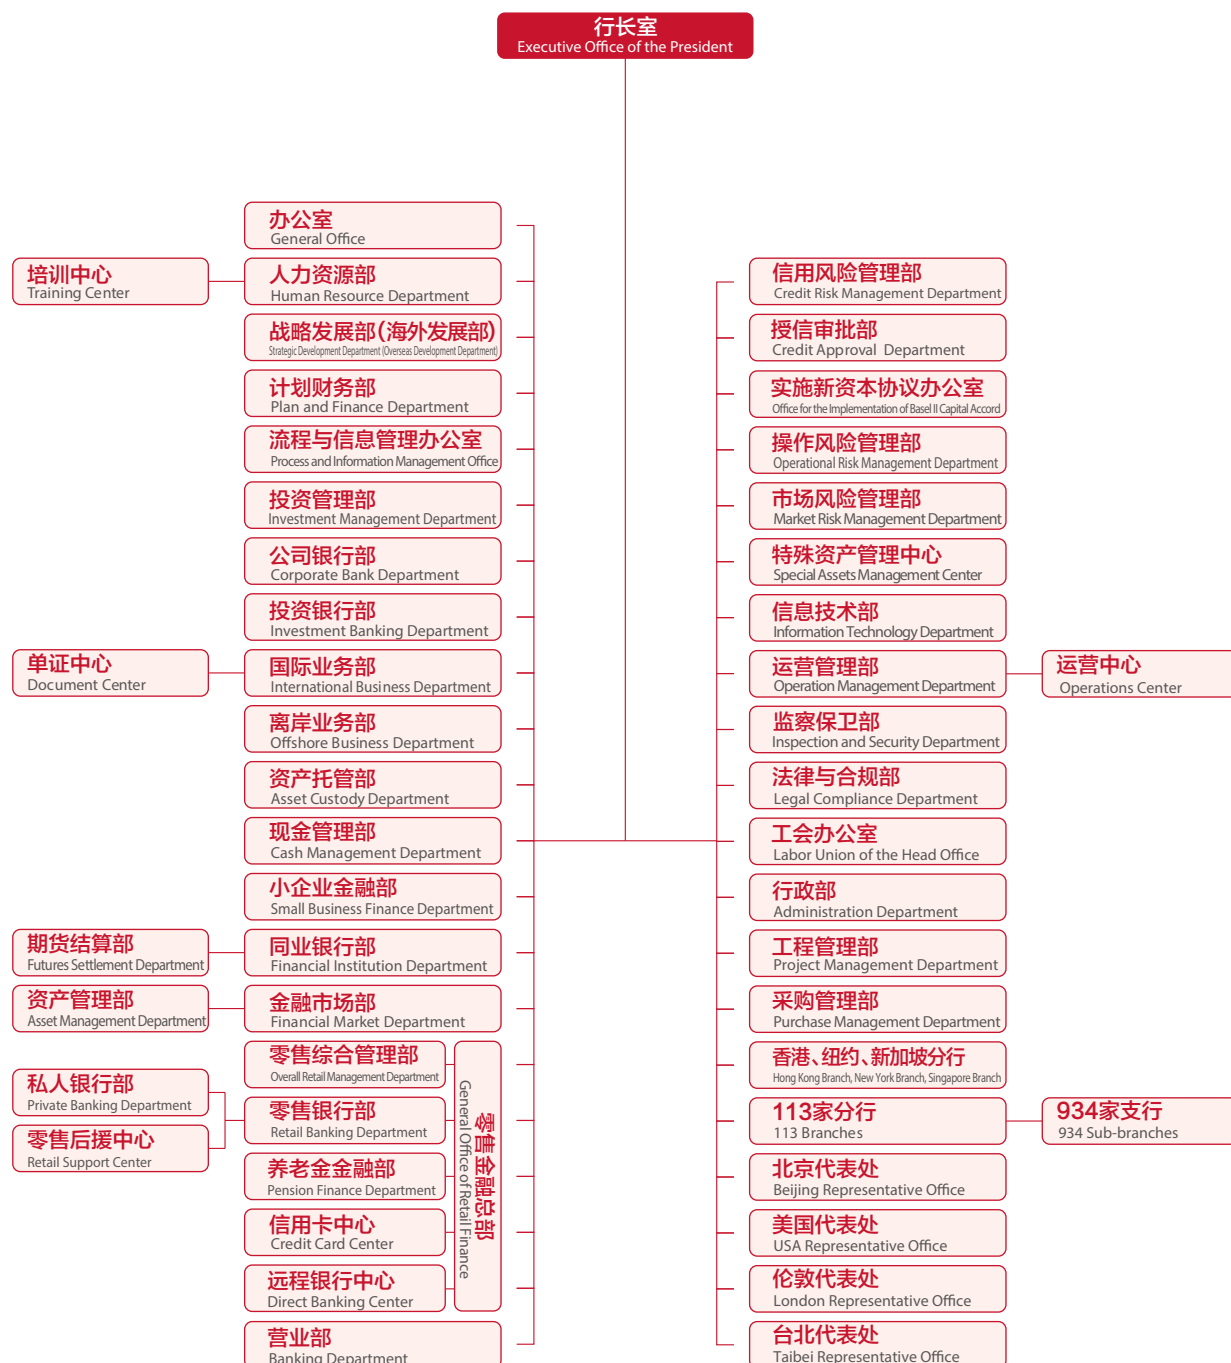 行长室
Executive Office of the President
办公室
General Office
培训中心
Training Center
人力资源部
Human Resource Department
战略发展部(海外发展部)
Strategic Development Department (Overseas Development Department)
计划财务部
Plan and Finance Department
流程与信息管理办公室
Process and Information Management Office
投资管理部
Investment Management Department
公司银行部
Corporate Bank Department
投资银行部
Investment Banking Department
单证中心
Document Center
国际业务部
International Business Department
离岸业务部
Offshore Business Department
资产托管部
Asset Custody Department
现金管理部
Cash Management Department
小企业金融部
Small Business Finance Department
期货结算部
Futures Settlement Department
同业银行部
Financial Institution Department
资产管理部
Asset Management Department
金融市场部
Financial Market Department
零售综合管理部
Overall Retail Management Department
私人银行部
Private Banking Department
零售后援中心
Retail Support Center
零售银行部
Retail Banking Department
养老金金融部
Pension Finance Department
信用卡中心
Credit Card Center
远程银行中心
Direct Banking Center
零售金融总部
General Office of Retail Finance
营业部
Banking Department
信用风险管理部
Credit Risk Management Department
授信审批部
Credit Approval Department
实施新资本协议办公室
Office for the Implementation of Basel II Capital Accord
操作风险管理部
Operational Risk Management Department
市场风险管理部
Market Risk Management Department
特殊资产管理中心
Special Assets Management Center
信息技术部
Information Technology Department
运营管理部
Operation Management Department
运营中心
Operations Center
监察保卫部
Inspection and Security Department
法律与合规部
Legal Compliance Department
工会办公室
Labor Union of the Head Office
行政部
Administration Department
工程管理部
Project Management Department
采购管理部
Purchase Management Department
香港、纽约、新加坡分行
Hong Kong Branch, New York Branch, Singapore Branch
113家分行
113 Branches
934家支行
934 Sub-branches
北京代表处
Beijing Representative Office
美国代表处
USA Representative Office
伦敦代表处
London Representative Office
台北代表处
Taibei Representative Office